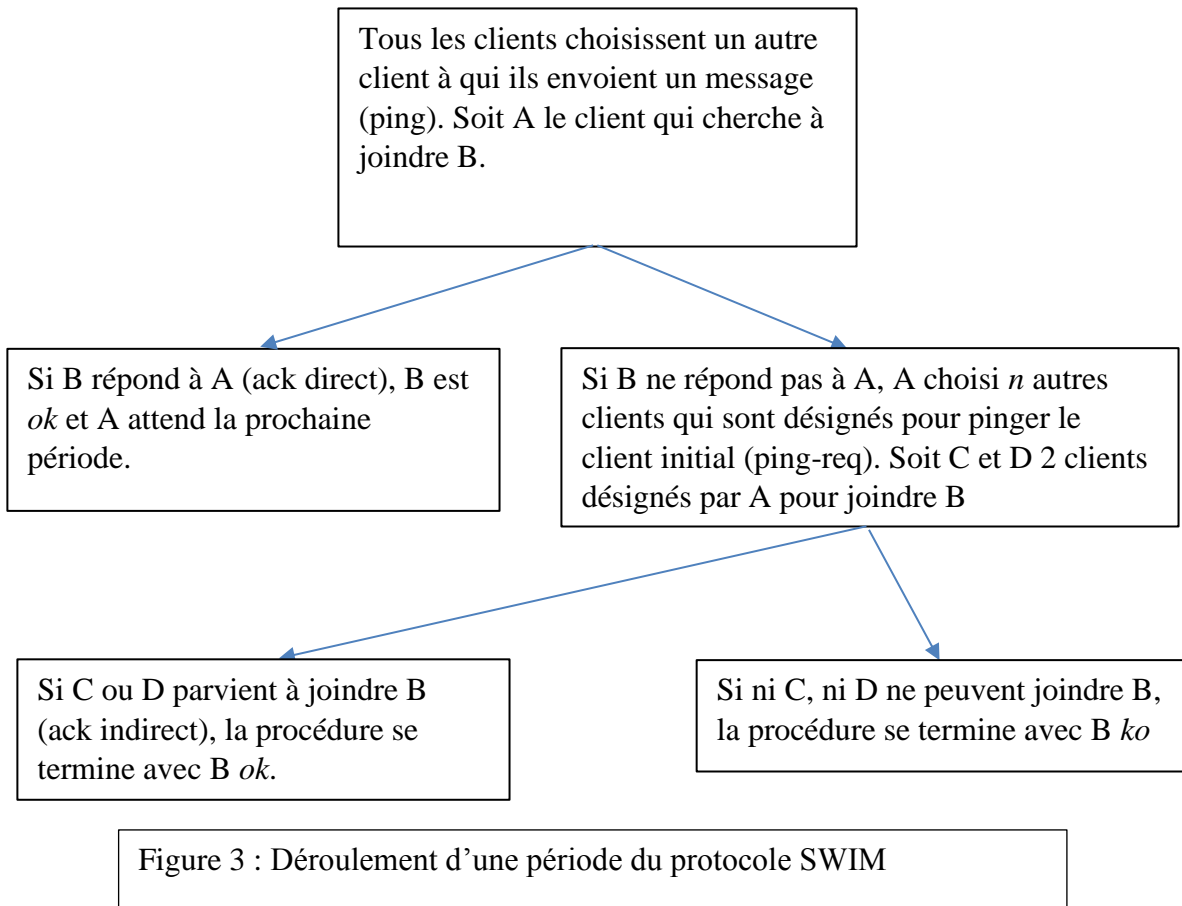 Tous les clients choisissent un autre
client à qui ils envoient un message
(ping). Soit A le client qui cherche à
joindre B.
Si B répond à A (ack direct), B est
ok et A attend la prochaine
période.
Si B ne répond pas à A, A choisi n autres
clients qui sont désignés pour pinger le
client initial (ping-req). Soit C et D 2 clients
désignés par A pour joindre B
Si C ou D parvient à joindre B
(ack indirect), la procédure se
termine avec B ok.
Si ni C, ni D ne peuvent joindre B,
la procédure se termine avec B ko
Figure 3 : Déroulement d’une période du protocole SWIM